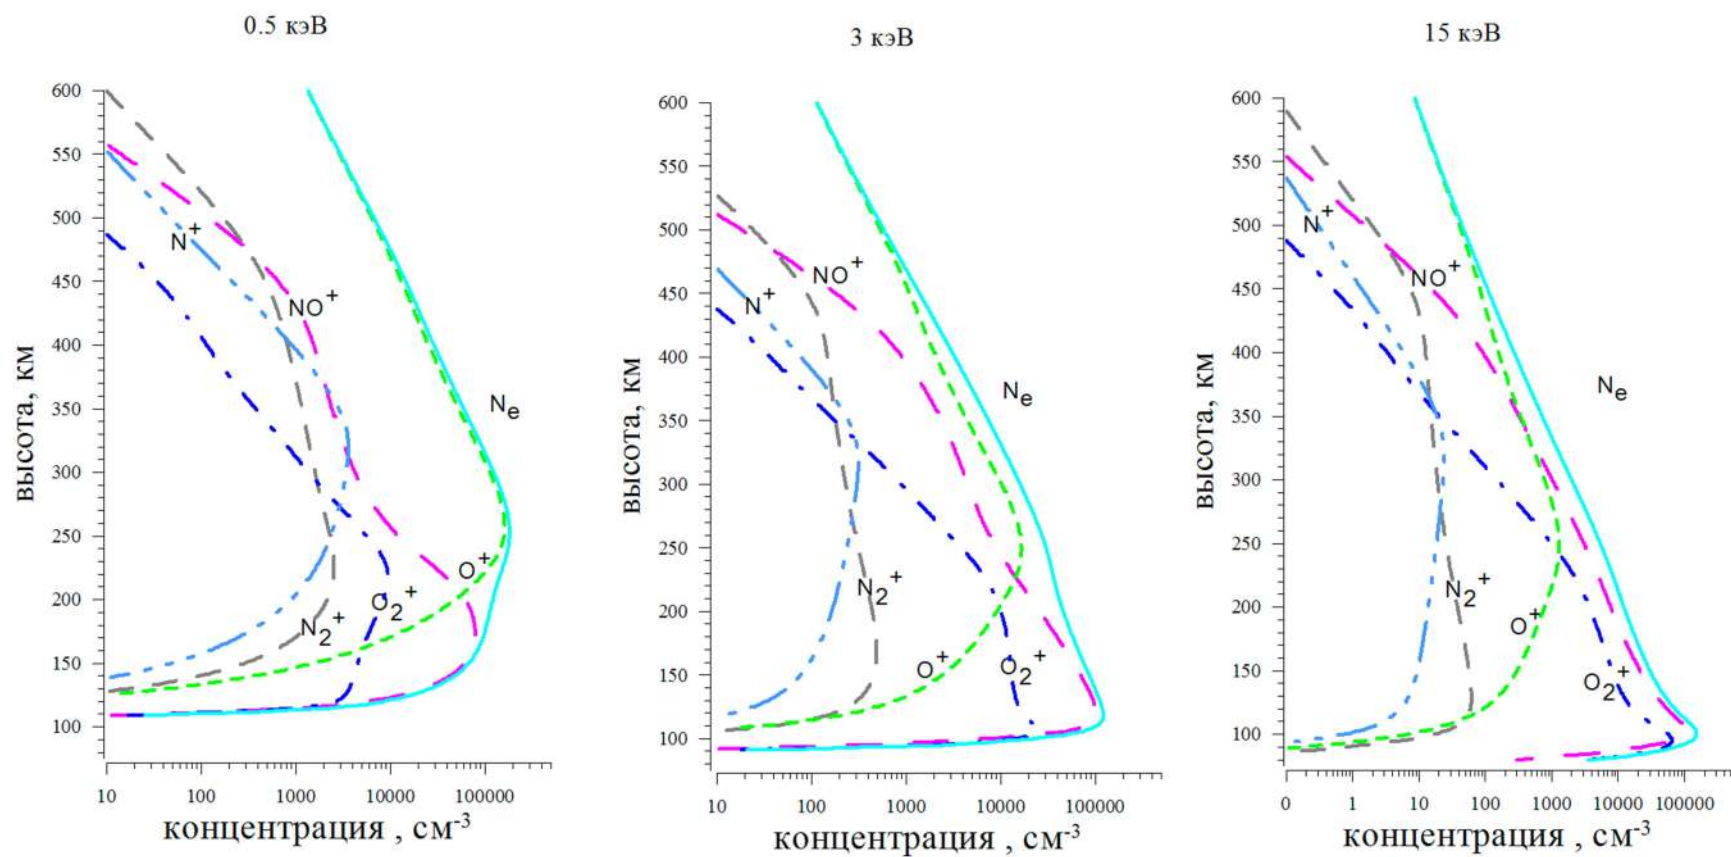 0.5 кэВ
600
550
500
450
400
350
300
250
200
150
100
высота, км
N+
NO+
Ne
O+
O2+
N2+
10 100 1000 10000 100000
концентрация , см-3
3 кэВ
600
550
500
450
400
350
300
250
200
150
100
высота, км
NO+
N+
Ne
N2+
O+
O2+
10 100 1000 10000 100000
концентрация , см-3
15 кэВ
600
550
500
450
400
350
300
250
200
150
100
высота, км
N+
NO+
Ne
N2+
O+
O2+
0 1 10 100 1000 10000 100000
концентрация , см-3